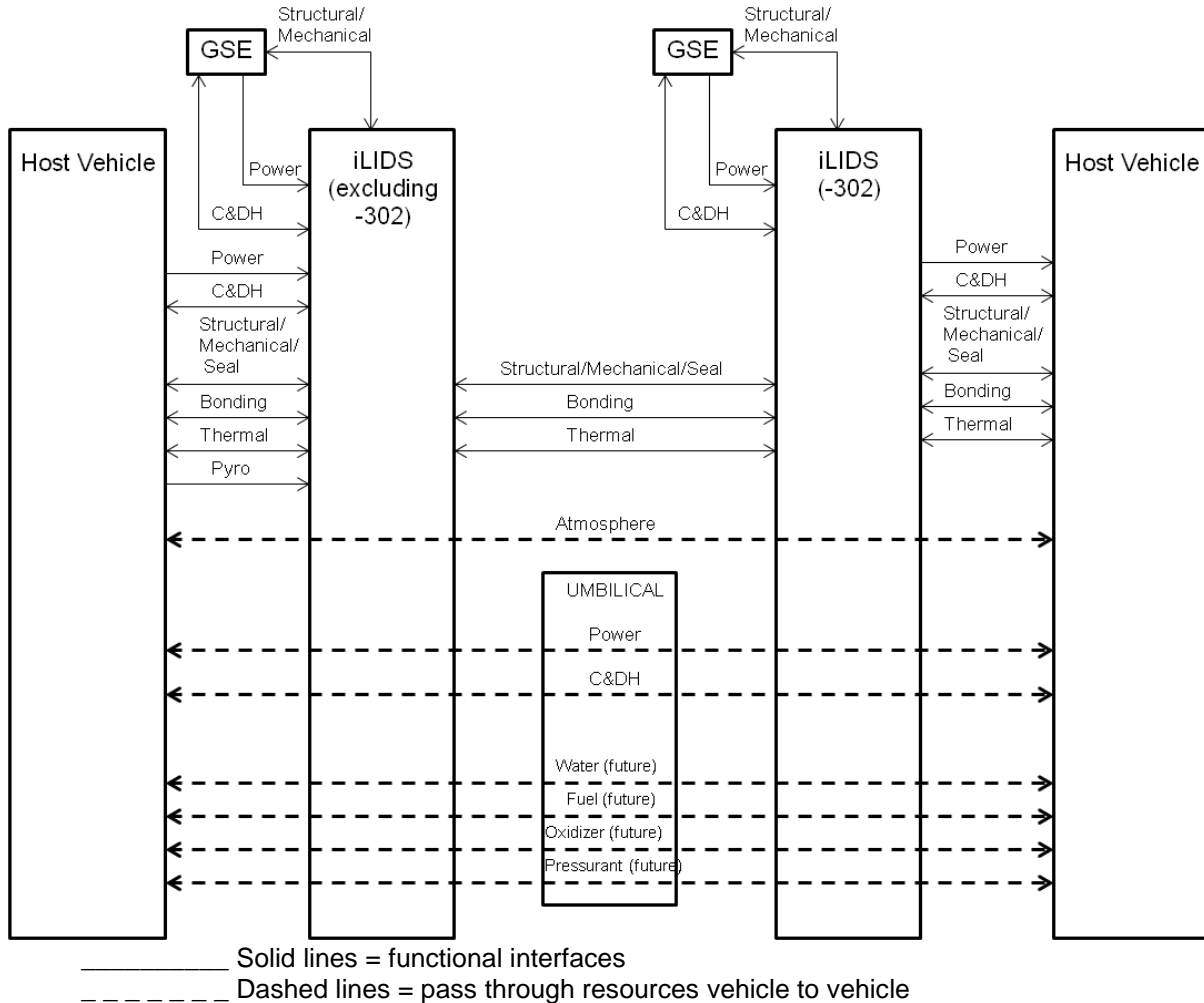 Structural/
Mechanical
GSE
Structural/
Mechanical
GSE
Host Vehicle
iLIDS
(excluding
-302)
iLIDS
(-302)
Host Vehicle
Power
C&DH
Power
C&DH
Power
C&DH
Structural/
Mechanical/
Seal
Bonding
Thermal
Pyro
Structural/Mechanical/Seal
Bonding
Thermal
Power
C&DH
Structural/
Mechanical/
Seal
Bonding
Thermal
Atmosphere
UMBILICAL
Power
C&DH
Water (future)
Fuel (future)
Oxidizer (future)
Pressurant (future)
__________ Solid lines = functional interfaces
_ _ _ _ _ _ _ Dashed lines = pass through resources vehicle to vehicle